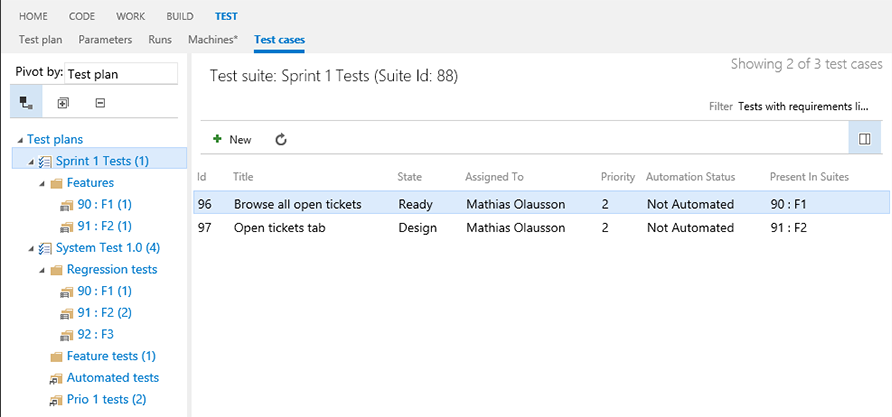 HOME CODE WORK BUILD TEST
Test plan Parameters Runs Machines* Test cases
Pivot by: Test plan
Test plans
Sprint 1 Tests (1)
Features
90 : F1 (1)
91 : F2 (1)
System Test 1.0 (4)
Regression tests
90 : F1 (1)
91 : F2 (2)
92 : F3
Feature tests (1)
Automated tests
Prio 1 tests (2)
Showing 2 of 3 test cases
Test suite: Sprint 1 Tests (Suite Id: 88)
Filter Tests with requirements li...
New
Id Title State Assigned To Priority Automation Status Present In Suites
96 Browse all open tickets Ready Mathias Olausson 2 Not Automated 90 : F1
97 Open tickets tab Design Mathias Olausson 2 Not Automated 91 : F2